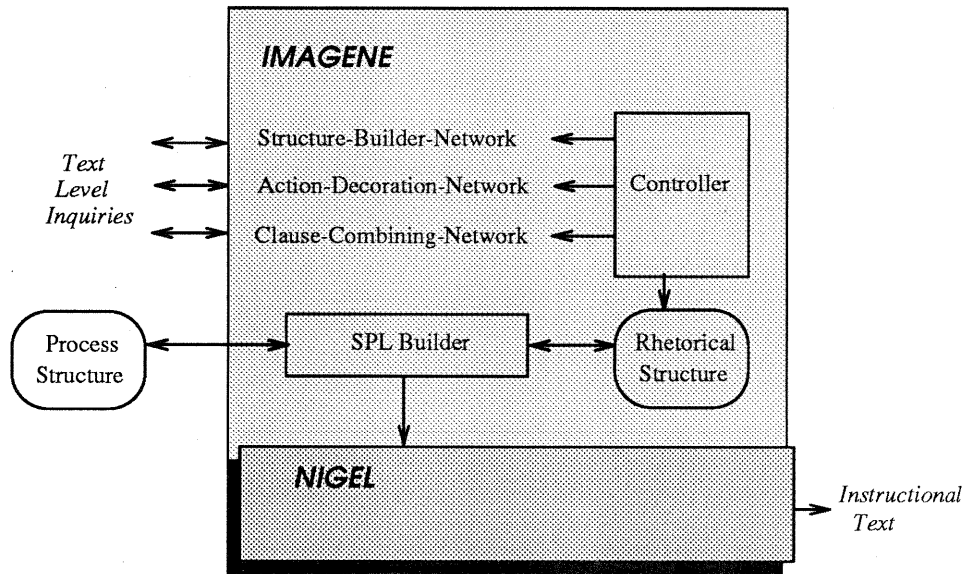 IMAGENE
Structure-Builder-Network
Text
Level
Inquiries
Action-Decoration-Network
Controller
Clause-Combining-Network
Process
Structure
SPL Builder
Rhetorical
Structure
NIGEL
Instructional
Text